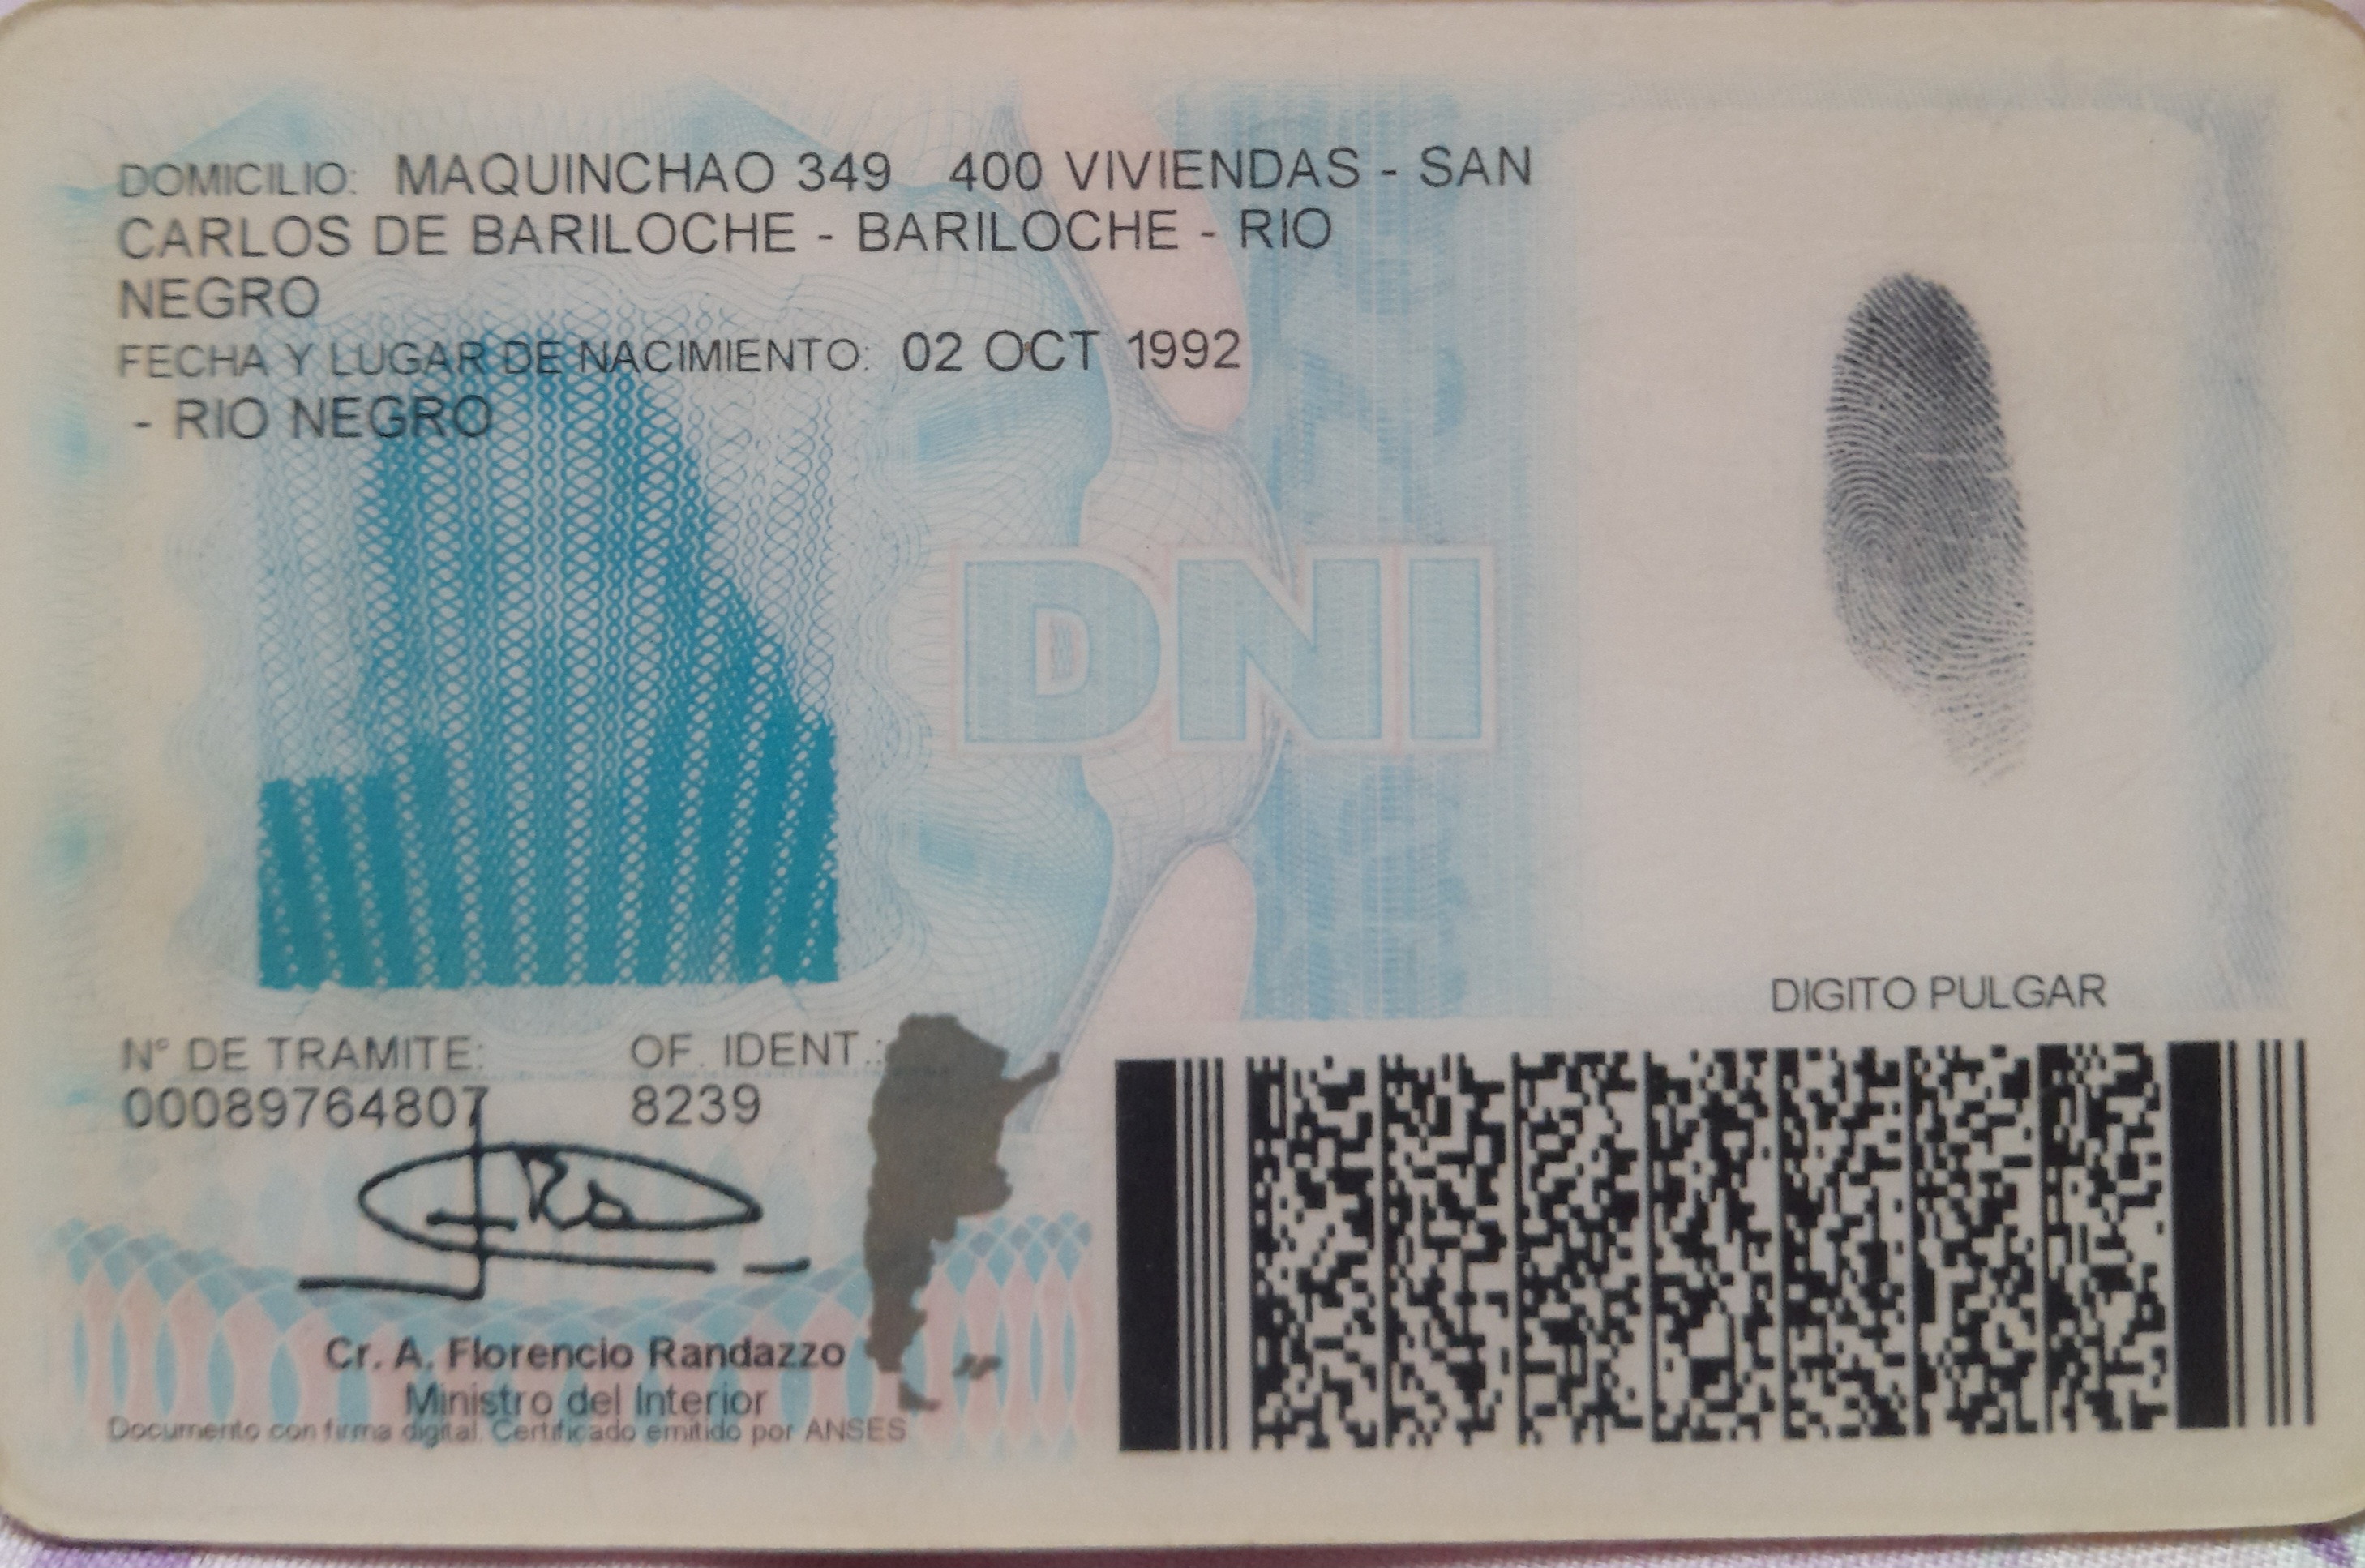 DOMICILIO: MAQUINCHAO 349 400 VIVIENDAS - SAN
CARLOS DE BARILOCHE - BARILOCHE - RIO
NEGRO
FECHA Y LUGAR DE NACIMIENTO: 02 OCT 1992
- RIO NEGRO
DNI
DIGITO PULGAR
N° DE TRAMITE: OF. IDENT.:
00089764807 8239
Cr. A. Florencio Randazzo
Ministro del Interior
Documento con firma digital. Certificado emitido por ANSES